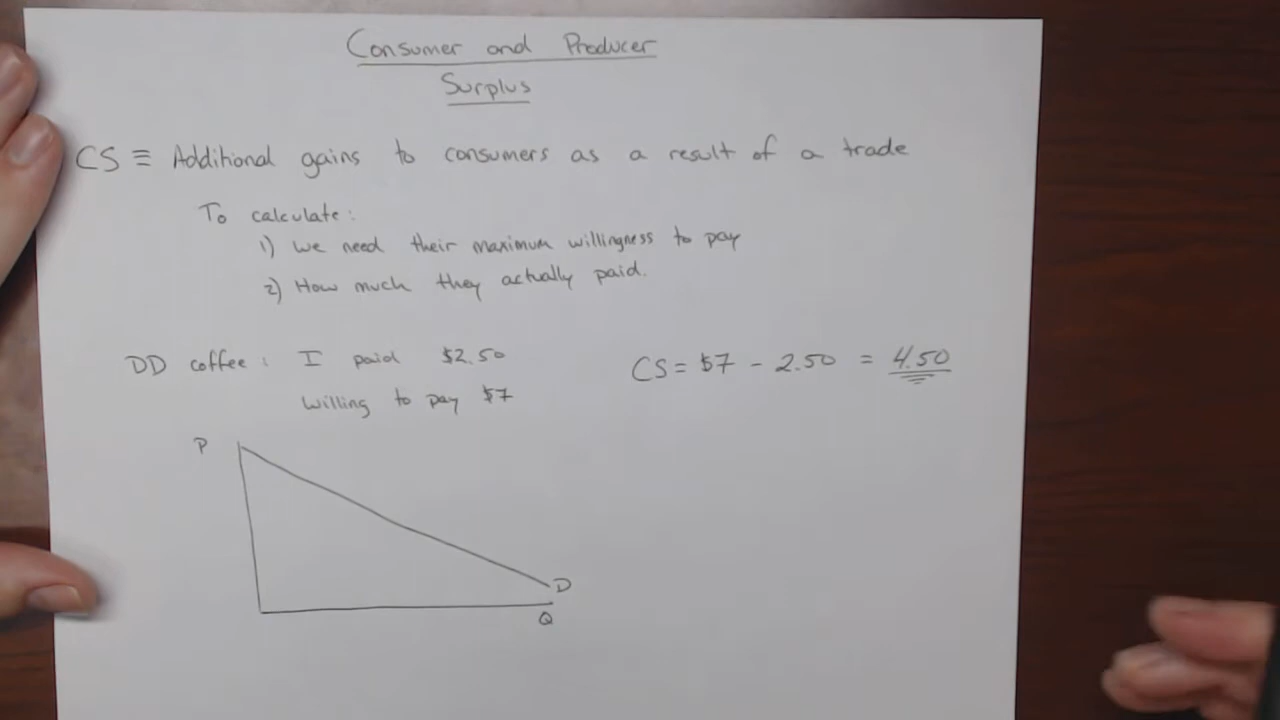 Consumer and Producer
Surplus
CS ≡ Additional gains to consumers as a result of a trade
To calculate:
1) we need their maximum willingness to pay
2) How much they actually paid.
DD coffee: I paid $2.50
CS = $7 - 2.50 = 4.50
willing to pay $7
P
D
Q